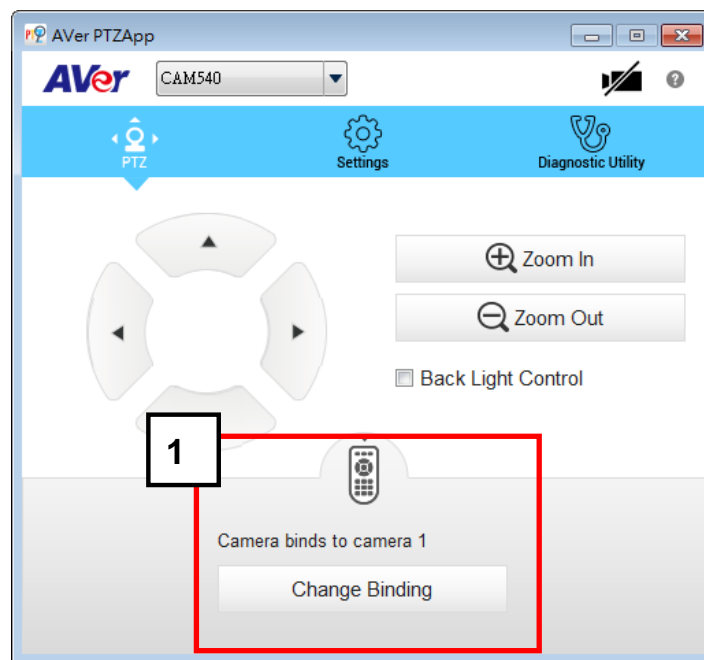 AVer PTZApp
AVer
CAM540
PTZ
Settings
Diagnostic Utility
Zoom In
Zoom Out
Back Light Control
1
Camera binds to camera 1
Change Binding